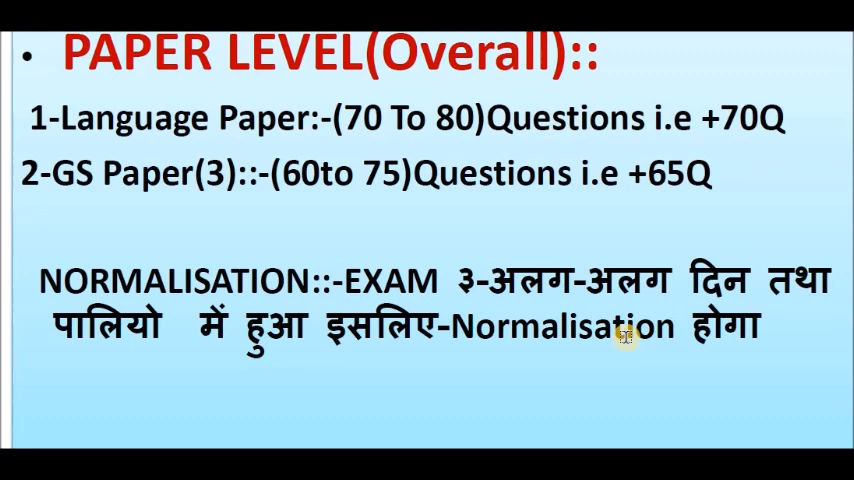 • PAPER LEVEL(Overall)::
1-Language Paper:-(70 To 80)Questions i.e +70Q
2-GS Paper(3)::-(60to 75)Questions i.e +65Q
NORMALISATION::-EXAM ३-अलग-अलग दिन तथा
पालियो में हुआ इसलिए-Normalisation होगा